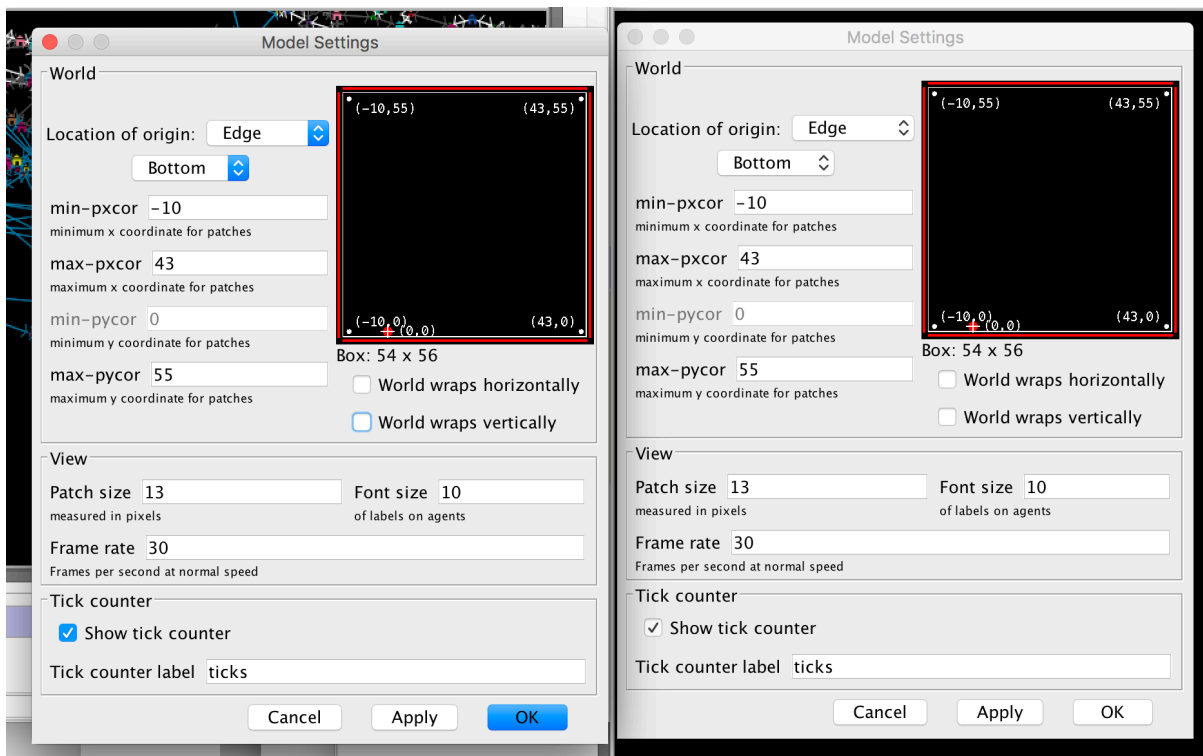 Model Settings
World
Location of origin: Edge
Bottom
min-pxcor -10
minimum x coordinate for patches
max-pxcor 43
maximum x coordinate for patches
min-pycor 0
minimum y coordinate for patches
max-pycor 55
maximum y coordinate for patches
(-10,55) (43,55)
(-10,0) (43,0)
(0,0)
Box: 54 x 56
World wraps horizontally
World wraps vertically
View
Patch size 13 Font size 10
measured in pixels of labels on agents
Frame rate 30
Frames per second at normal speed
Tick counter
Show tick counter
Tick counter label ticks
Cancel Apply OK
Model Settings
World
Location of origin: Edge
Bottom
min-pxcor -10
minimum x coordinate for patches
max-pxcor 43
maximum x coordinate for patches
min-pycor 0
minimum y coordinate for patches
max-pycor 55
maximum y coordinate for patches
(-10,55) (43,55)
(-10,0) (43,0)
(0,0)
Box: 54 x 56
World wraps horizontally
World wraps vertically
View
Patch size 13 Font size 10
measured in pixels of labels on agents
Frame rate 30
Frames per second at normal speed
Tick counter
Show tick counter
Tick counter label ticks
Cancel Apply OK